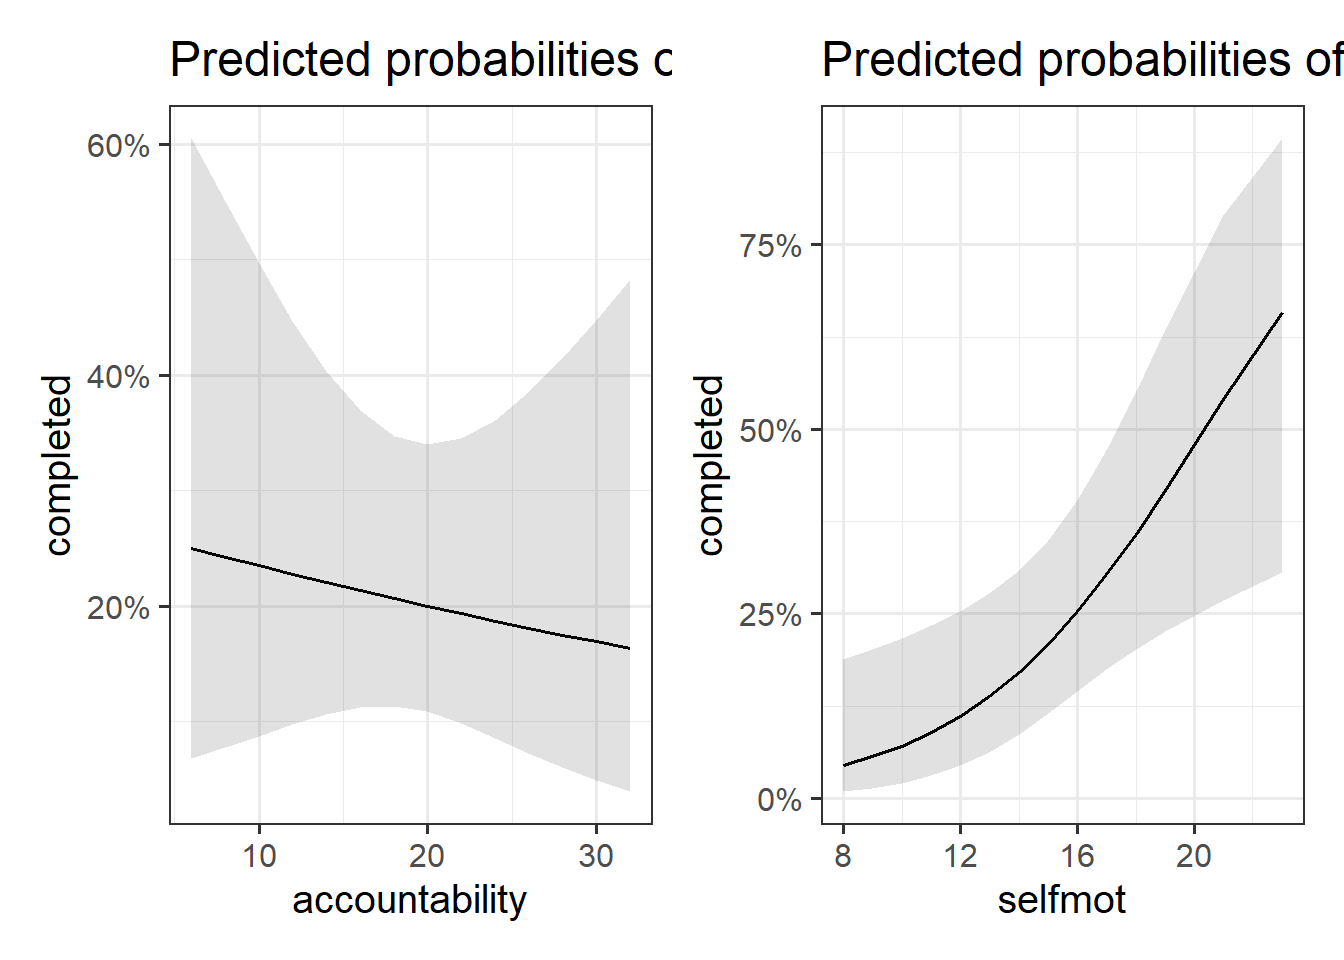 Predicted probabilities
60%
40%
20%
completed
10 20 30
accountability
Predicted probabilities of
75%
50%
25%
0%
completed
8 12 16 20
selfmot